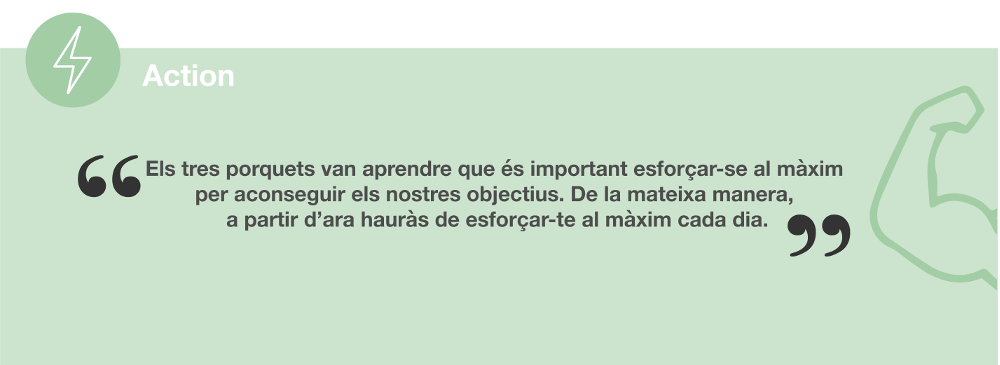 Action
“Els tres porquets van aprendre que és important esforçar-se al màxim
per aconseguir els nostres objectius. De la mateixa manera,
a partir d’ara hauràs de esforçar-te al màxim cada dia.”